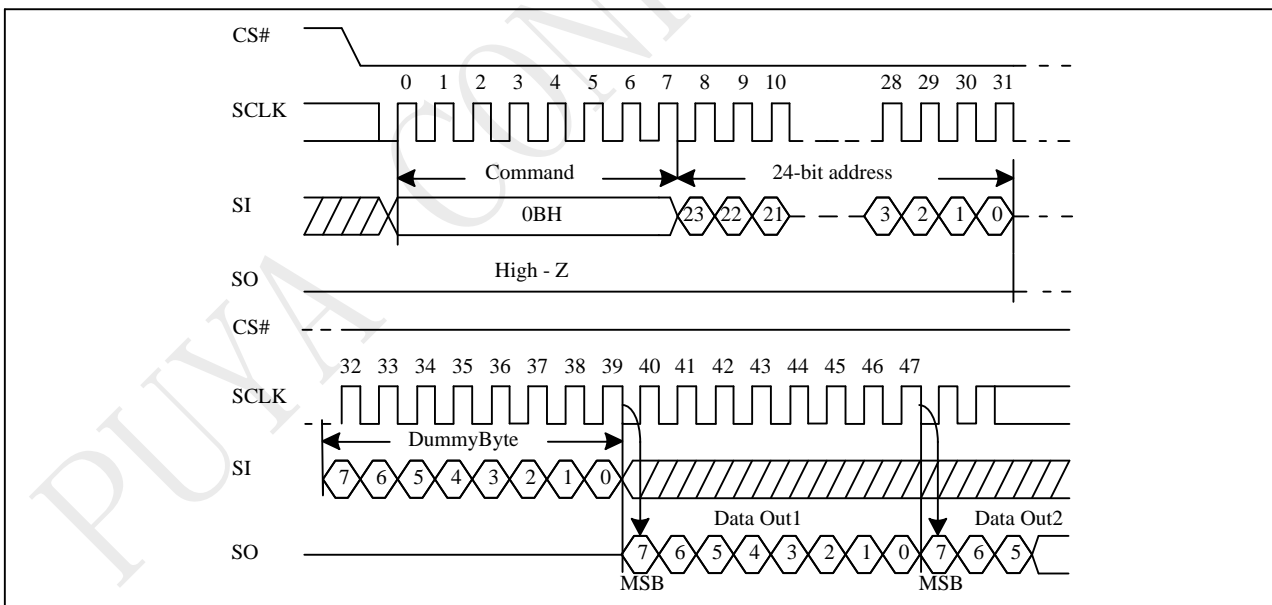 CS#
0 1 2 3 4 5 6 7 8 9 10 28 29 30 31
SCLK
Command 24-bit address
SI 0BH 23 22 21 3 2 1 0
High - Z
SO
CS#
32 33 34 35 36 37 38 39 40 41 42 43 44 45 46 47
SCLK
DummyByte
SI 7 6 5 4 3 2 1 0
Data Out1 Data Out2
SO 7 6 5 4 3 2 1 0 7 6 5
MSB MSB
PUYA CON